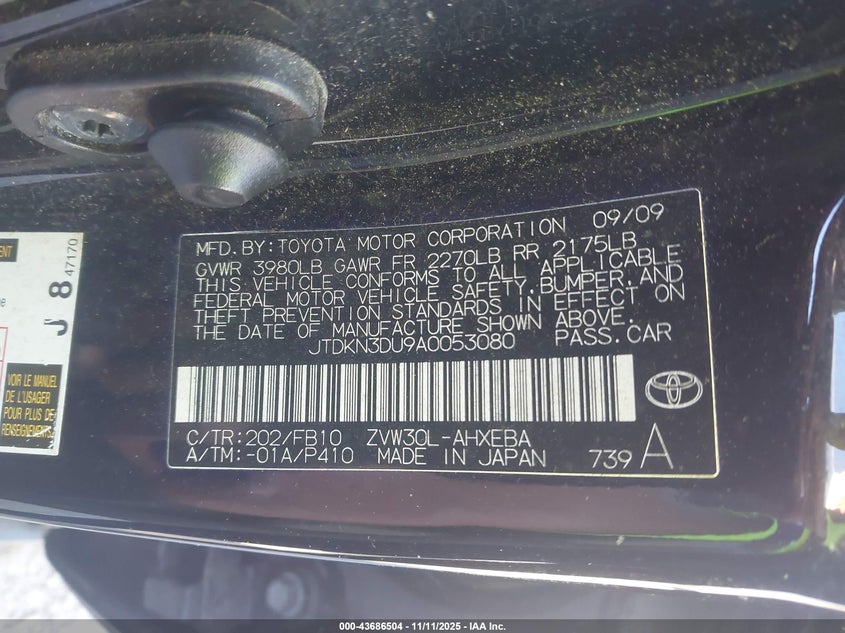 MFD. BY: TOYOTA MOTOR CORPORATION 09/09
GVWR 3980LB GAWR FR 2270LB RR 2175LB
THIS VEHICLE CONFORMS TO ALL APPLICABLE
FEDERAL MOTOR VEHICLE SAFETY, BUMPER, AND
THEFT PREVENTION STANDARDS IN EFFECT ON
THE DATE OF MANUFACTURE SHOWN ABOVE.
JTDKN3DU9A0053080 PASS. CAR
C/TR: 202/FB10 ZVW30L-AHXEBA
A/TM: -01A/P410 MADE IN JAPAN 739 A
J 8 47170
VOIR LE MANUEL
DE L'USAGER
POUR PLUS DE
RENSEIGNEMENTS
000-43686504 | 11/11/2025 - IAA Inc.